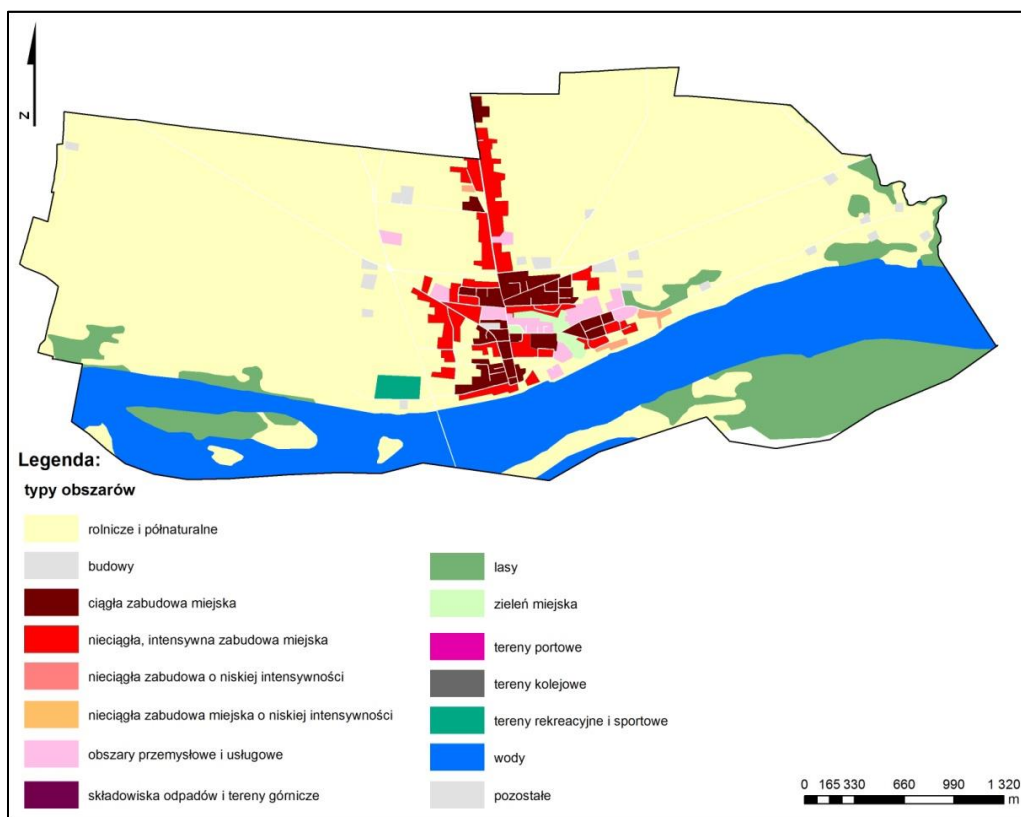 N
Legenda:
typy obszarów
rolnicze i półnaturalne
budowy
ciągła zabudowa miejska
nieciągła, intensywna zabudowa miejska
nieciągła zabudowa o niskiej intensywności
nieciągła zabudowa miejska o niskiej intensywności
obszary przemysłowe i usługowe
składowiska odpadów i tereny górnicze
lasy
zieleń miejska
tereny portowe
tereny kolejowe
tereny rekreacyjne i sportowe
wody
pozostałe
0 165 330 660 990 1 320
m